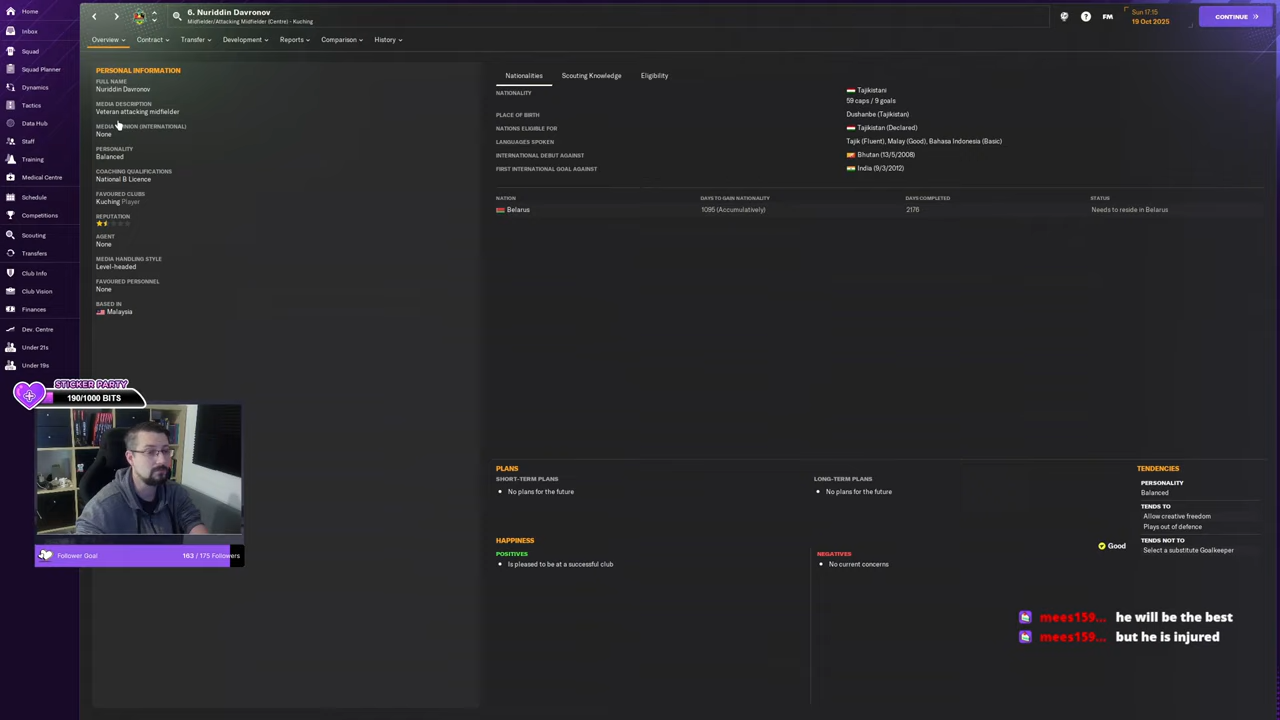 Home
Inbox
Squad
Squad Planner
Dynamics
Tactics
Data Hub
Staff
Training
Medical Centre
Schedule
Competitions
Scouting
Transfers
Club Info
Club Vision
Finances
Dev. Centre
Under 21s
Under 19s
6. Nuriddin Davronov
Midfielder/Attacking Midfielder (Centre) - Kuching
FM
Sun 17:15
19 Oct 2025
CONTINUE
Overview
Contract
Transfer
Development
Reports
Comparison
History
PERSONAL INFORMATION
FULL NAME
Nuriddin Davronov
MEDIA DESCRIPTION
Veteran attacking midfielder
(INTERNATIONAL)
None
PERSONALITY
Balanced
COACHING QUALIFICATIONS
National B Licence
FAVOURED CLUBS
Kuching Player
REPUTATION
AGENT
None
MEDIA HANDLING STYLE
Level-headed
FAVOURED PERSONNEL
None
BASED IN
Malaysia
Nationalities
Scouting Knowledge
Eligibility
NATIONALITY
Tajikistani
59 caps / 9 goals
PLACE OF BIRTH
Dushanbe (Tajikistan)
NATIONS ELIGIBLE FOR
Tajikistan (Declared)
LANGUAGES SPOKEN
Tajik (Fluent), Malay (Good), Bahasa Indonesia (Basic)
INTERNATIONAL DEBUT AGAINST
Bhutan (13/5/2008)
FIRST INTERNATIONAL GOAL AGAINST
India (9/3/2012)
NATION
DAYS TO GAIN NATIONALITY
DAYS COMPLETED
STATUS
Belarus
1095 (Accumulatively)
2176
Needs to reside in Belarus
PLANS
SHORT-TERM PLANS
No plans for the future
LONG-TERM PLANS
No plans for the future
HAPPINESS
POSITIVES
Is pleased to be at a successful club
NEGATIVES
No current concerns
Good
TENDENCIES
PERSONALITY
Balanced
TENDS TO
Allow creative freedom
Plays out of defence
TENDS NOT TO
Select a substitute Goalkeeper
STICKER PARTY
190/1000 BITS
Follower Goal
163 / 175 Followers
mees159... he will be the best
mees159... but he is injured